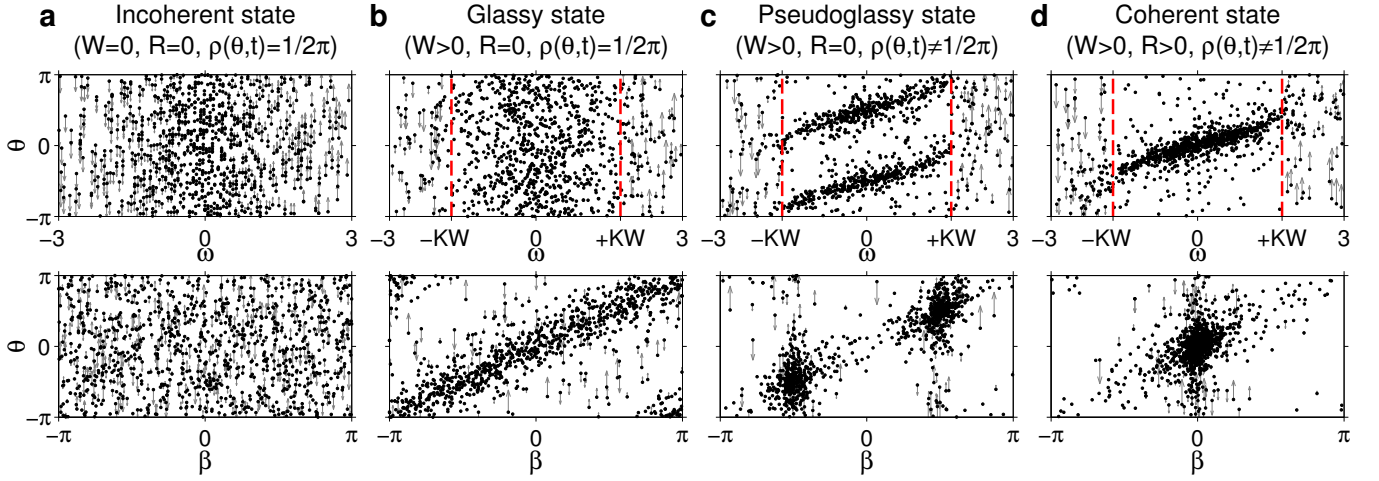 a Incoherent state
(W=0, R=0, ρ(θ,t)=1/2π)
b Glassy state
(W>0, R=0, ρ(θ,t)=1/2π)
c Pseudoglassy state
(W>0, R=0, ρ(θ,t)≠1/2π)
d Coherent state
(W>0, R>0, ρ(θ,t)≠1/2π)
π
θ 0
−π
−3 0 3
ω
−3 −KW 0 +KW 3
ω
−3 −KW 0 +KW 3
ω
−3 −KW 0 +KW 3
ω
π
θ 0
−π
−π 0 π
β
−π 0 π
β
−π 0 π
β
−π 0 π
β